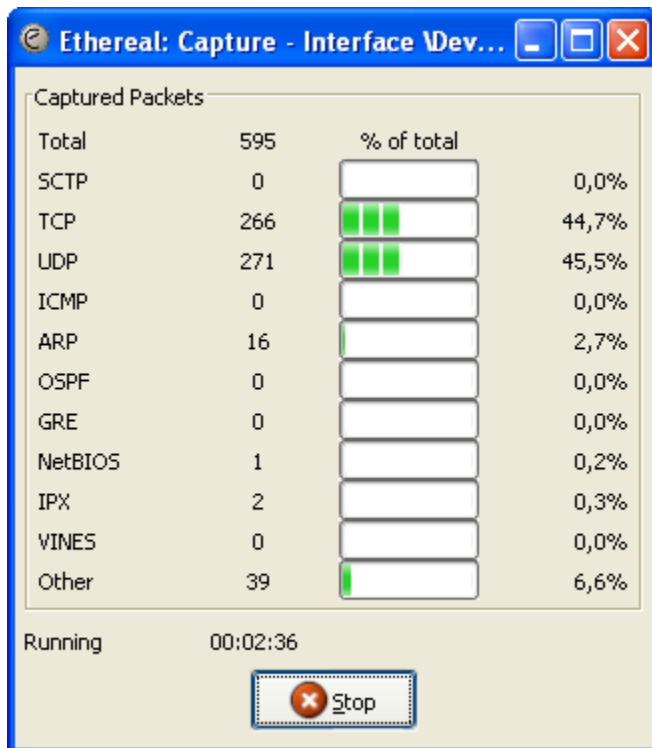 Ethereal: Capture - Interface \Dev...
Captured Packets
Total 595 % of total
SCTP 0 0,0%
TCP 266 44,7%
UDP 271 45,5%
ICMP 0 0,0%
ARP 16 2,7%
OSPF 0 0,0%
GRE 0 0,0%
NetBIOS 1 0,2%
IPX 2 0,3%
VINES 0 0,0%
Other 39 6,6%
Running 00:02:36
Stop